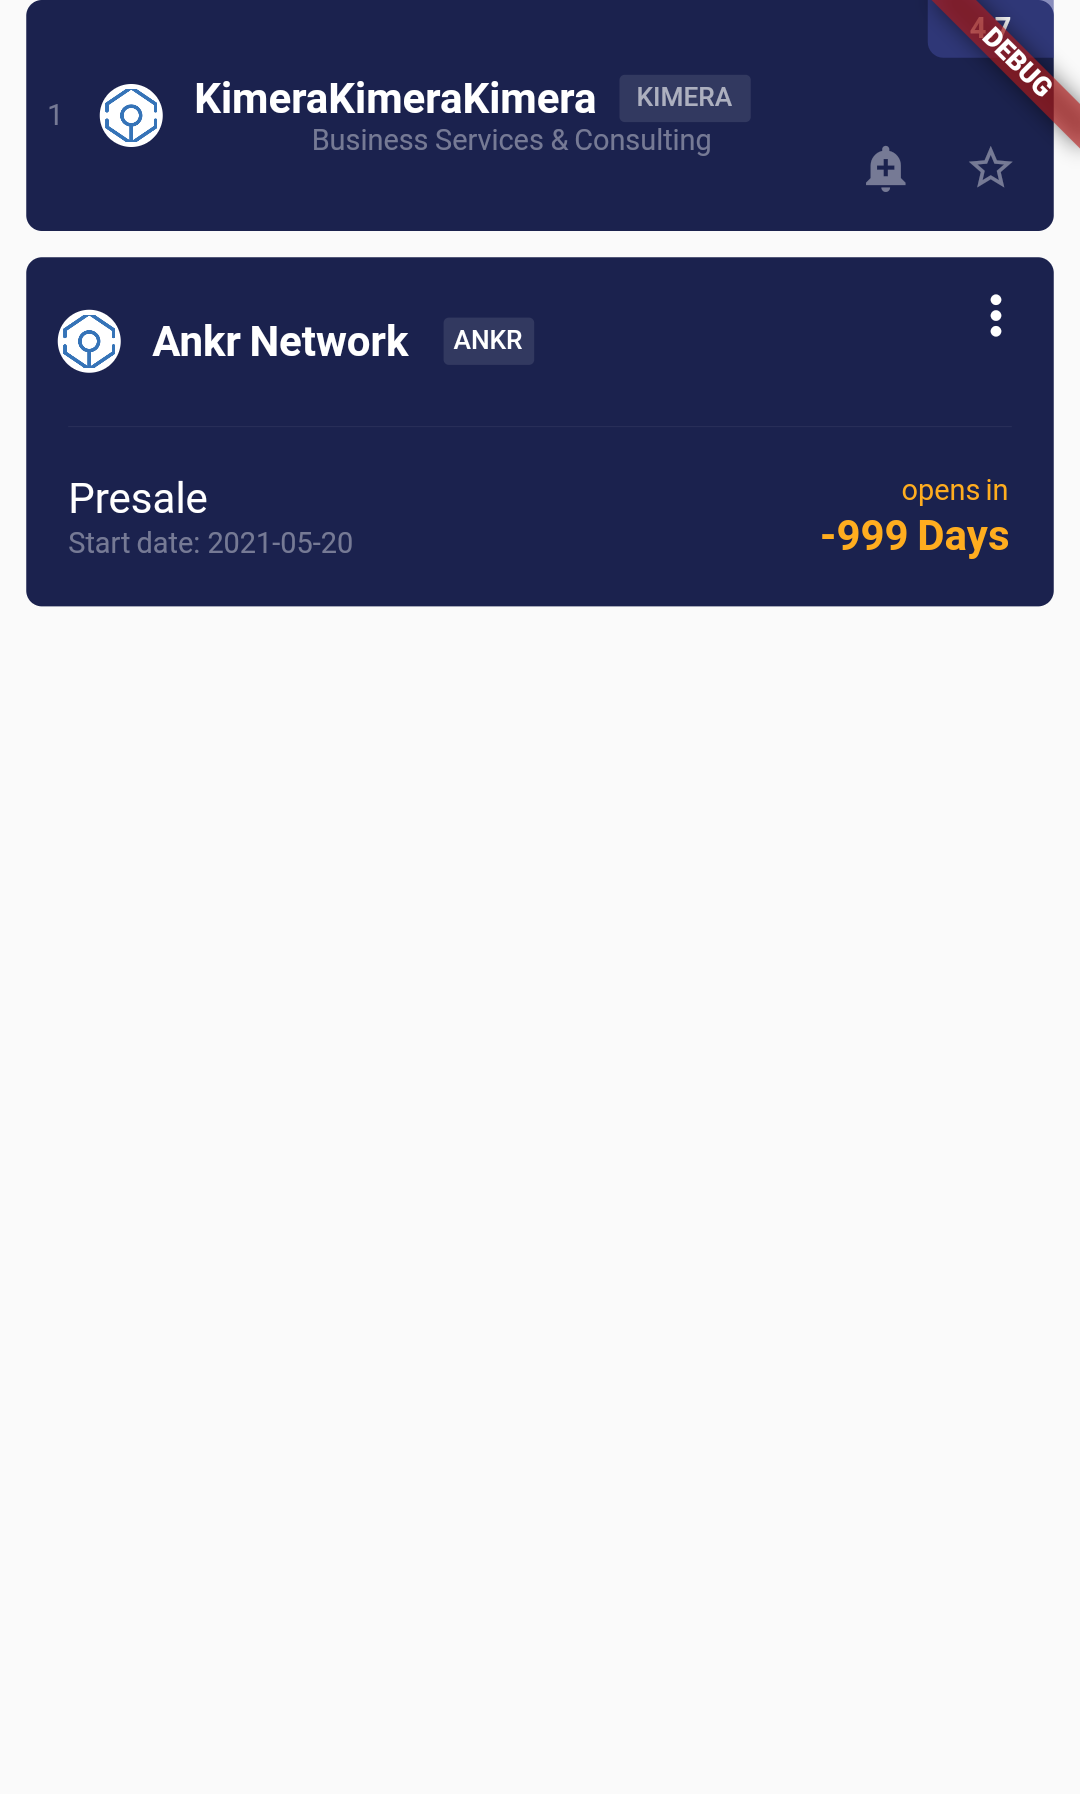 4.7
DEBUG
1
KimeraKimeraKimera KIMERA
Business Services & Consulting
Ankr Network ANKR
Presale
opens in
Start date: 2021-05-20
-999 Days